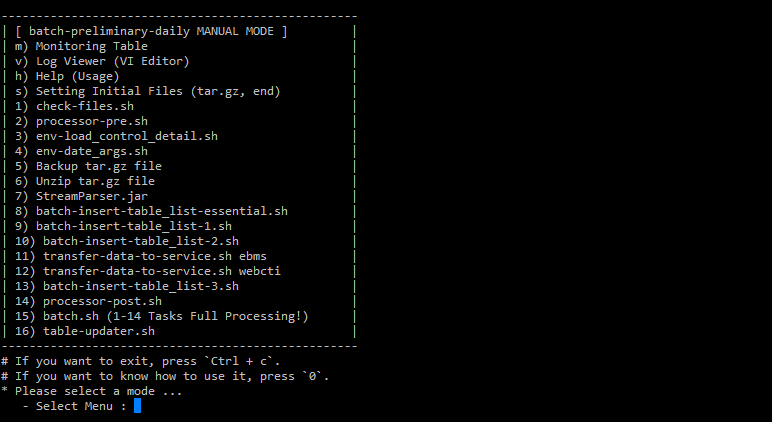 ---------------------------------------------------
| [ batch-preliminary-daily MANUAL MODE ]         |
| m) Monitoring Table                             |
| v) Log Viewer (VI Editor)                       |
| h) Help (Usage)                                 |
| s) Setting Initial Files (tar.gz, end)          |
| 1) check-files.sh                               |
| 2) processor-pre.sh                             |
| 3) env-load_control_detail.sh                   |
| 4) env-date_args.sh                             |
| 5) Backup tar.gz file                           |
| 6) Unzip tar.gz file                            |
| 7) StreamParser.jar                             |
| 8) batch-insert-table_list-essential.sh         |
| 9) batch-insert-table_list-1.sh                 |
| 10) batch-insert-table_list-2.sh                |
| 11) transfer-data-to-service.sh ebms            |
| 12) transfer-data-to-service.sh webcti          |
| 13) batch-insert-table_list-3.sh                |
| 14) processor-post.sh                           |
| 15) batch.sh (1-14 Tasks Full Processing!)      |
| 16) table-updater.sh                            |
---------------------------------------------------
# If you want to exit, press `Ctrl + c`.
# If you want to know how to use it, press `0`.
* Please select a mode ...
   - Select Menu :